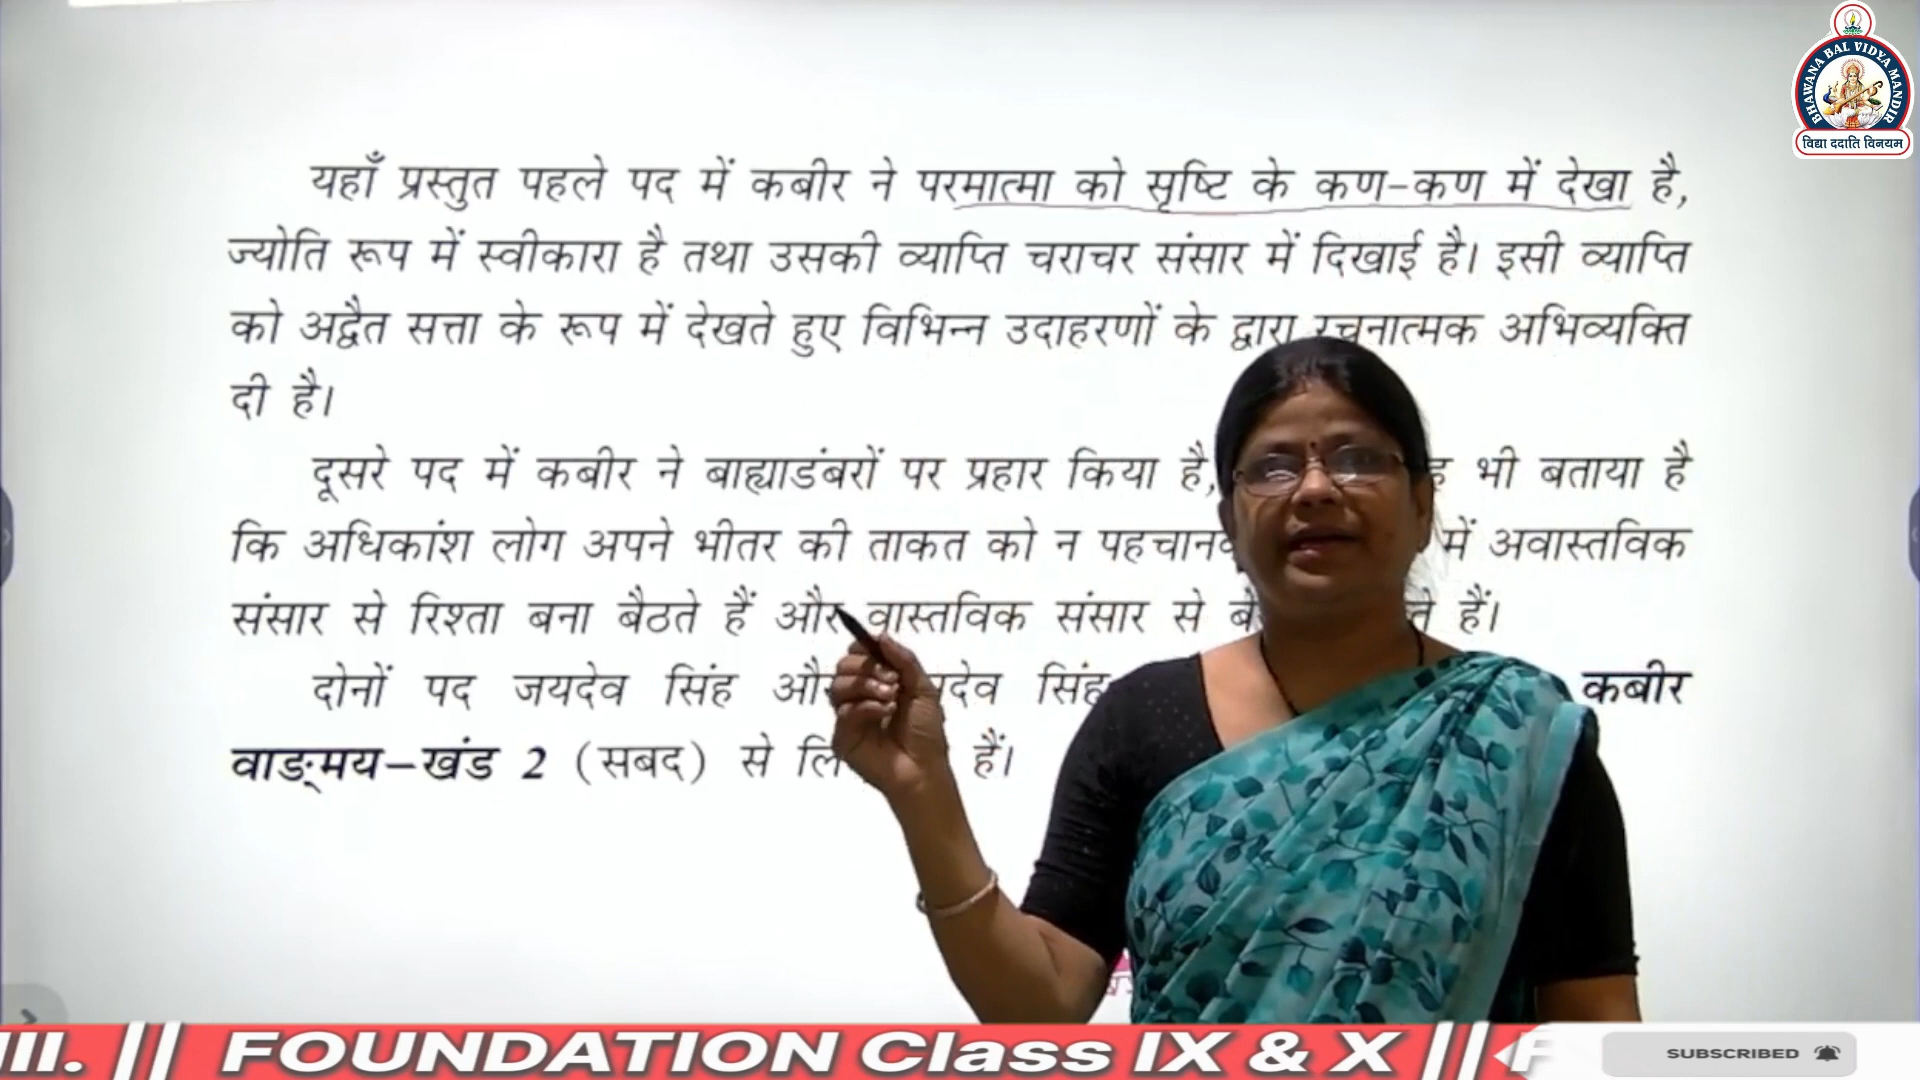 BHAWANA BAL VIDYA MANDIR
विद्या ददाति विनयम
यहाँ प्रस्तुत पहले पद में कबीर ने परमात्मा को सृष्टि के कण-कण में देखा है,
ज्योति रूप में स्वीकारा है तथा उसकी व्याप्ति चराचर संसार में दिखाई है। इसी व्याप्ति
को अद्वैत सत्ता के रूप में देखते हुए विभिन्न उदाहरणों के द्वारा रचनात्मक अभिव्यक्ति
दी है।
दूसरे पद में कबीर ने बाह्याडंबरों पर प्रहार किया है, भी बताया है
कि अधिकांश लोग अपने भीतर की ताकत को न में अवास्तविक
संसार से रिश्ता बना बैठते हैं और वास्तविक संसार से हैं।
दोनों पद जयदेव सिंह सिंह कबीर
वाङ्मय–खंड 2 (सबद) से हैं।
III. || FOUNDATION Class IX & X ||
SUBSCRIBED